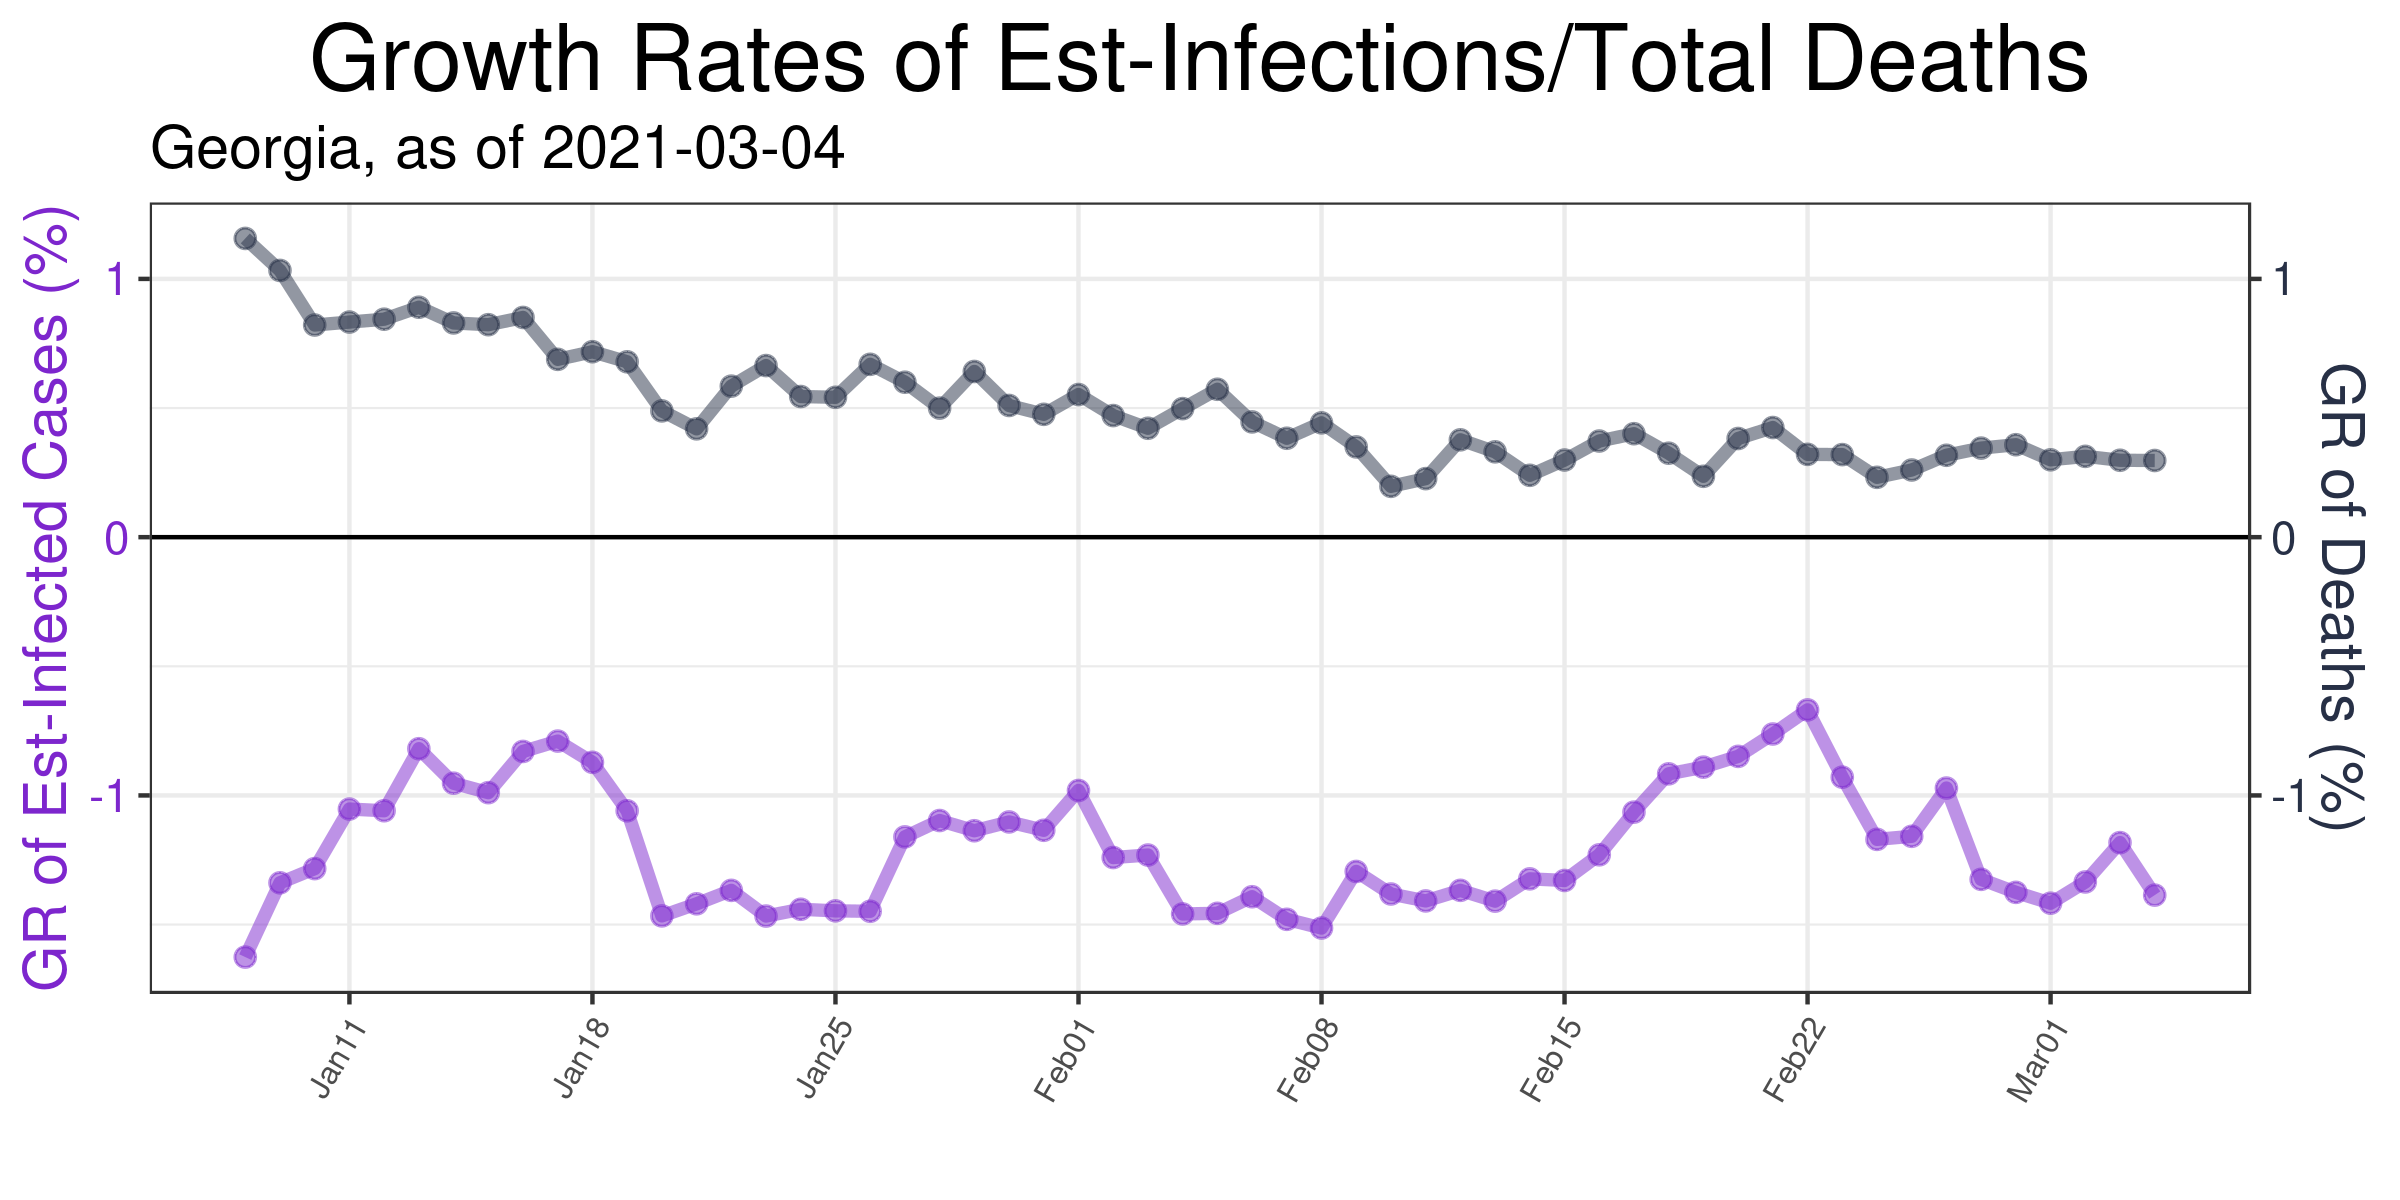 Growth Rates of Est-Infections/Total Deaths
Georgia, as of 2021-03-04
GR of Est-Infected Cases (%)
1
0
-1
1
0
-1
GR of Deaths (%)
Jan11
Jan18
Jan25
Feb01
Feb08
Feb15
Feb22
Mar01